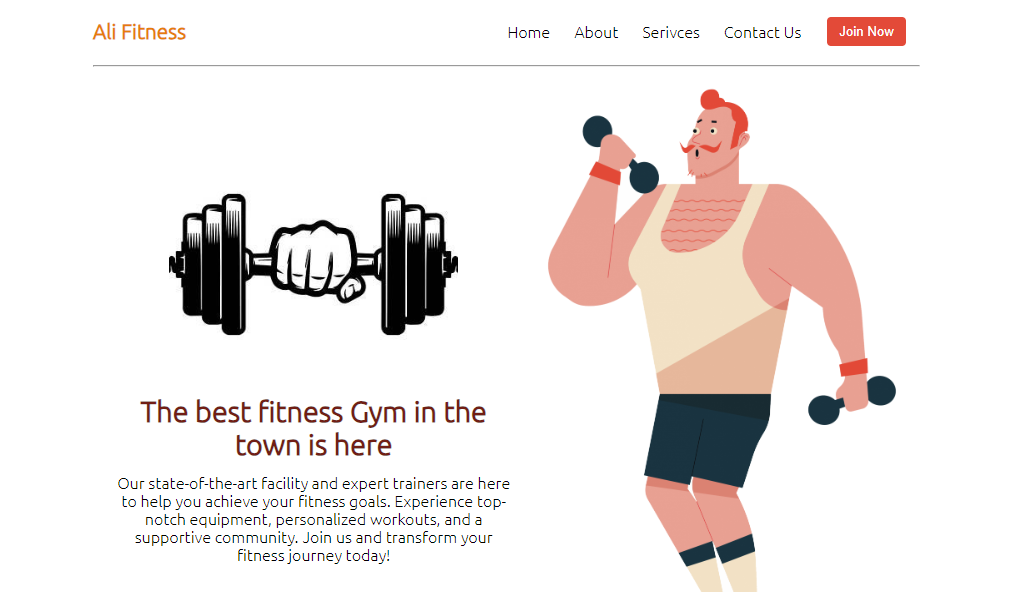 Ali Fitness
Home About Serivces Contact Us Join Now
The best fitness Gym in the
town is here
Our state-of-the-art facility and expert trainers are here
to help you achieve your fitness goals. Experience top-
notch equipment, personalized workouts, and a
supportive community. Join us and transform your
fitness journey today!